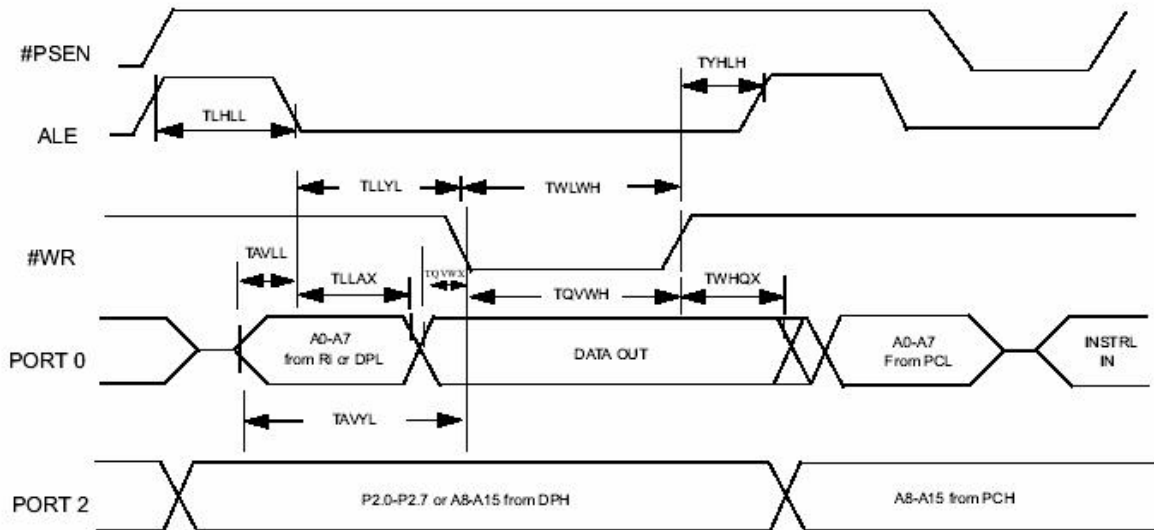 #PSEN
TYHLH
TLHLL
ALE
TLLYL
TWLWH
#WR
TAVLL
TQVWX
TLLAX
TQVWH
TWHQX
PORT 0
A0-A7
from Ri or DPL
DATA OUT
A0-A7
From PCL
INSTRL
IN
TAVYL
PORT 2
P2.0-P2.7 or A8-A15 from DPH
A8-A15 from PCH